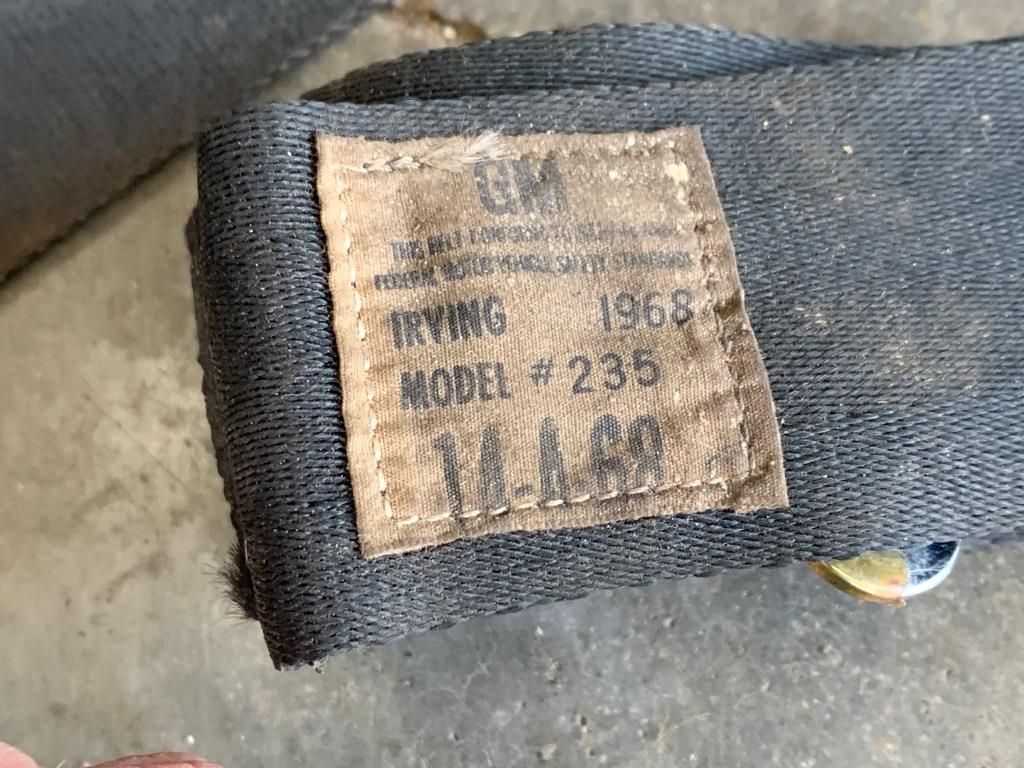 GM
THIS BELT CONFORMS TO
FEDERAL MOTOR VEHICLE SAFETY STANDARDS
IRVING 1968
MODEL # 235
14-A-68